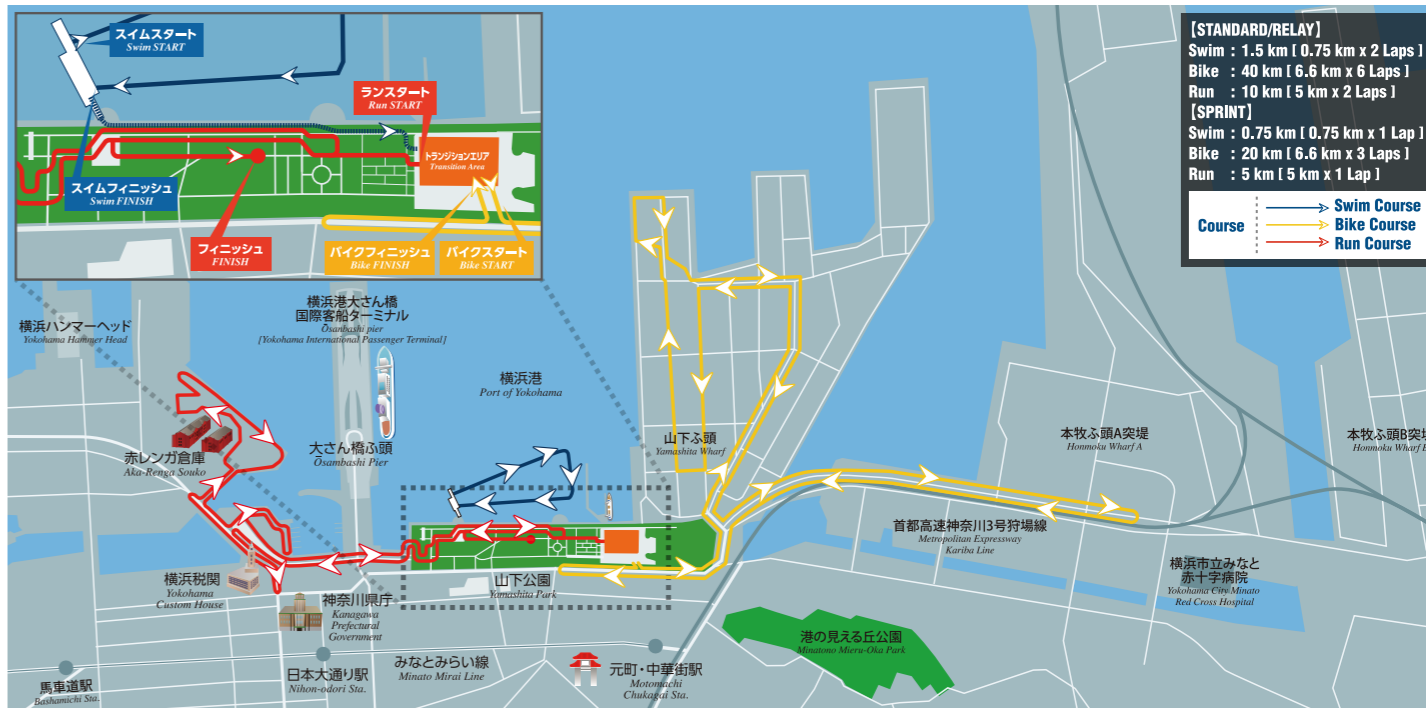 スイムスタート
Swim START
ランスタート
Run START
トランジションエリア
Transition Area
スイムフィニッシュ
Swim FINISH
フィニッシュ
FINISH
バイクフィニッシュ
Bike FINISH
バイクスタート
Bike START
【STANDARD/RELAY】
Swim : 1.5 km [ 0.75 km x 2 Laps ]
Bike : 40 km [ 6.6 km x 6 Laps ]
Run : 10 km [ 5 km x 2 Laps ]
【SPRINT】
Swim : 0.75 km [ 0.75 km x 1 Lap ]
Bike : 20 km [ 6.6 km x 3 Laps ]
Run : 5 km [ 5 km x 1 Lap ]
Course
Swim Course
Bike Course
Run Course
横浜ハンマーヘッド
Yokohama Hammer Head
横浜港大さん橋
国際客船ターミナル
Ōsanbashi pier
[Yokohama International Passenger Terminal]
横浜港
Port of Yokohama
赤レンガ倉庫
Aka-Renga Souko
大さん橋ふ頭
Ōsambashi Pier
山下ふ頭
Yamashita Wharf
本牧ふ頭A突堤
Honmoku Wharf A
本牧ふ頭B突堤
Honmoku Wharf B
首都高速神奈川3号狩場線
Metropolitan Expressway
Kariba Line
横浜税関
Yokohama
Custom House
神奈川県庁
Kanagawa
Prefectural
Government
山下公園
Yamashita Park
横浜市立みなと
赤十字病院
Yokohama City Minato
Red Cross Hospital
港の見える丘公園
Minatono Mieru-Oka Park
馬車道駅
Bashamichi Sta.
日本大通り駅
Nihon-odori Sta.
みなとみらい線
Minato Mirai Line
元町・中華街駅
Motomachi
Chukagai Sta.